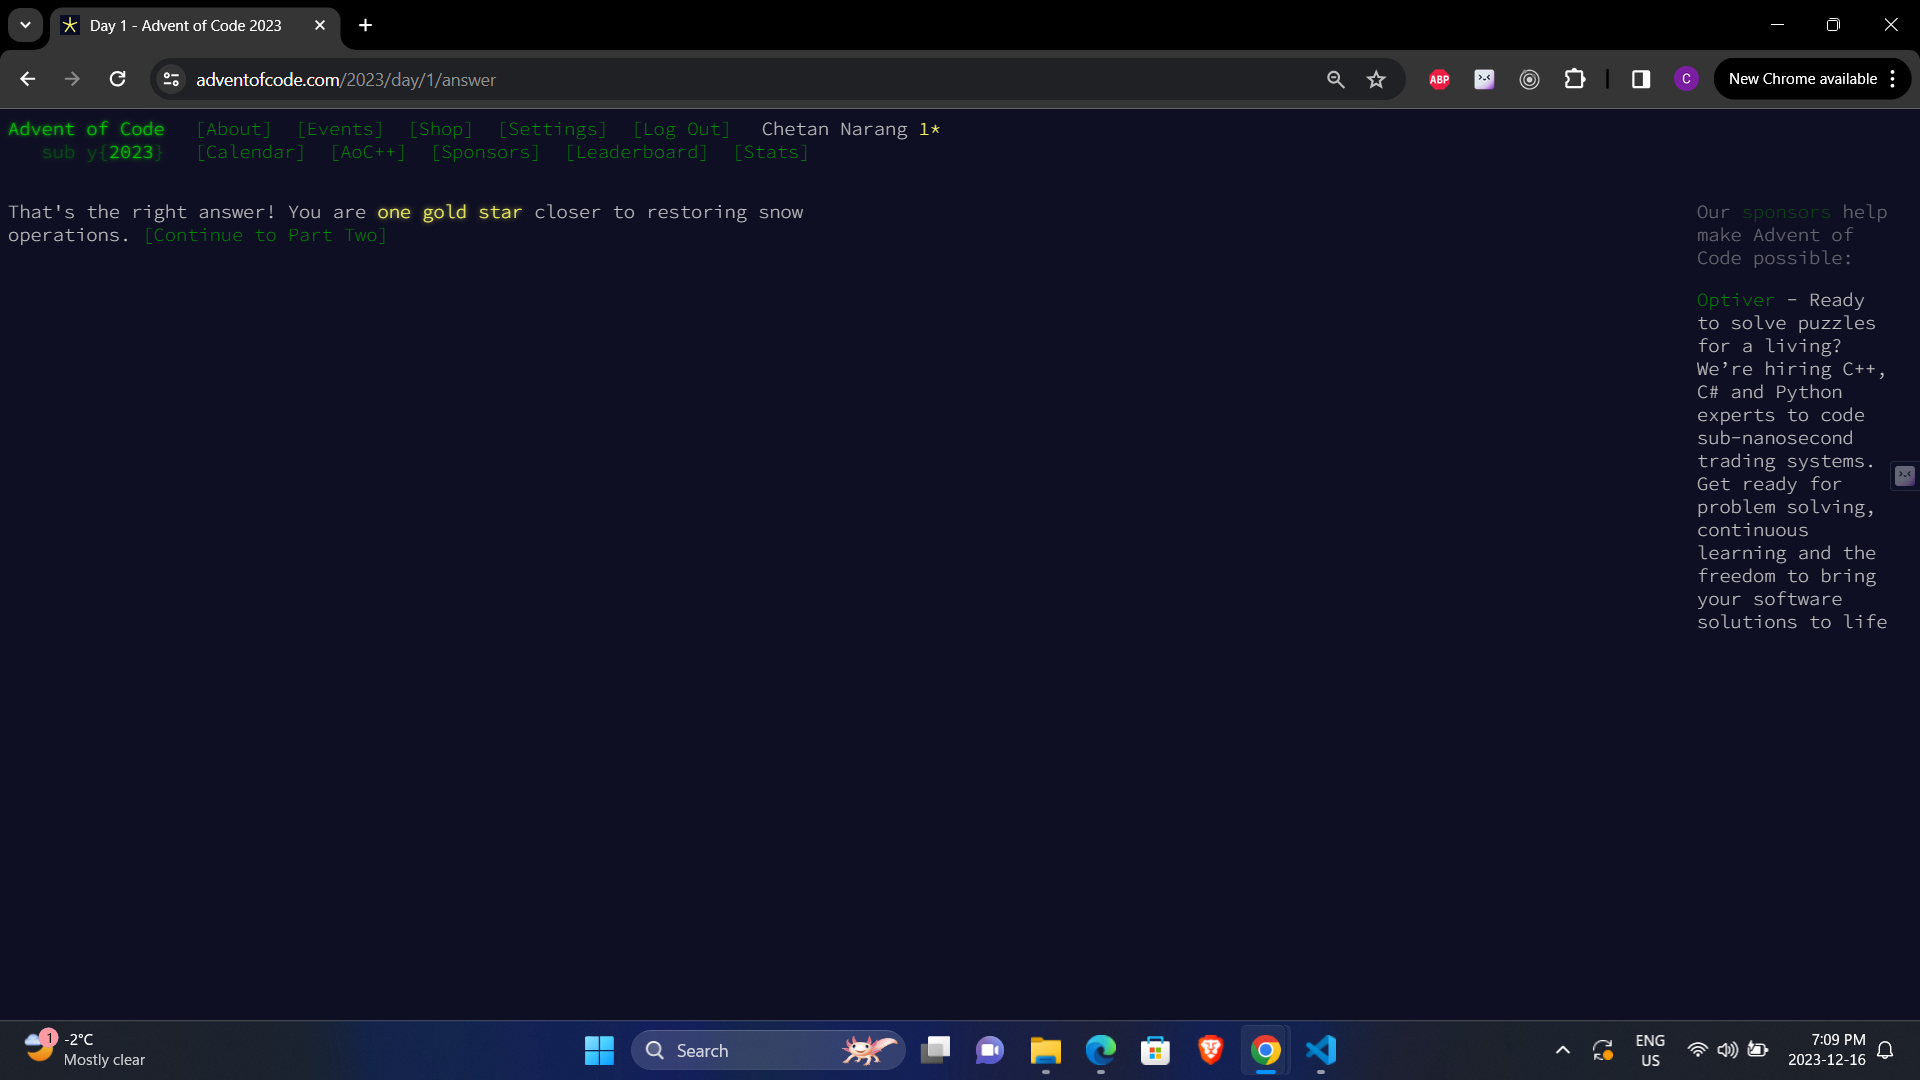 Day 1 - Advent of Code 2023
adventofcode.com/2023/day/1/answer
ABP
C
New Chrome available
Advent of Code [About] [Events] [Shop] [Settings] [Log Out] Chetan Narang 1*
sub y{2023} [Calendar] [AoC++] [Sponsors] [Leaderboard] [Stats]
That's the right answer! You are one gold star closer to restoring snow
operations. [Continue to Part Two]
Our sponsors help
make Advent of
Code possible:
Optiver - Ready
to solve puzzles
for a living?
We’re hiring C++,
C# and Python
experts to code
sub-nanosecond
trading systems.
Get ready for
problem solving,
continuous
learning and the
freedom to bring
your software
solutions to life
1
-2°C
Mostly clear
Search
ENG
US
7:09 PM
2023-12-16